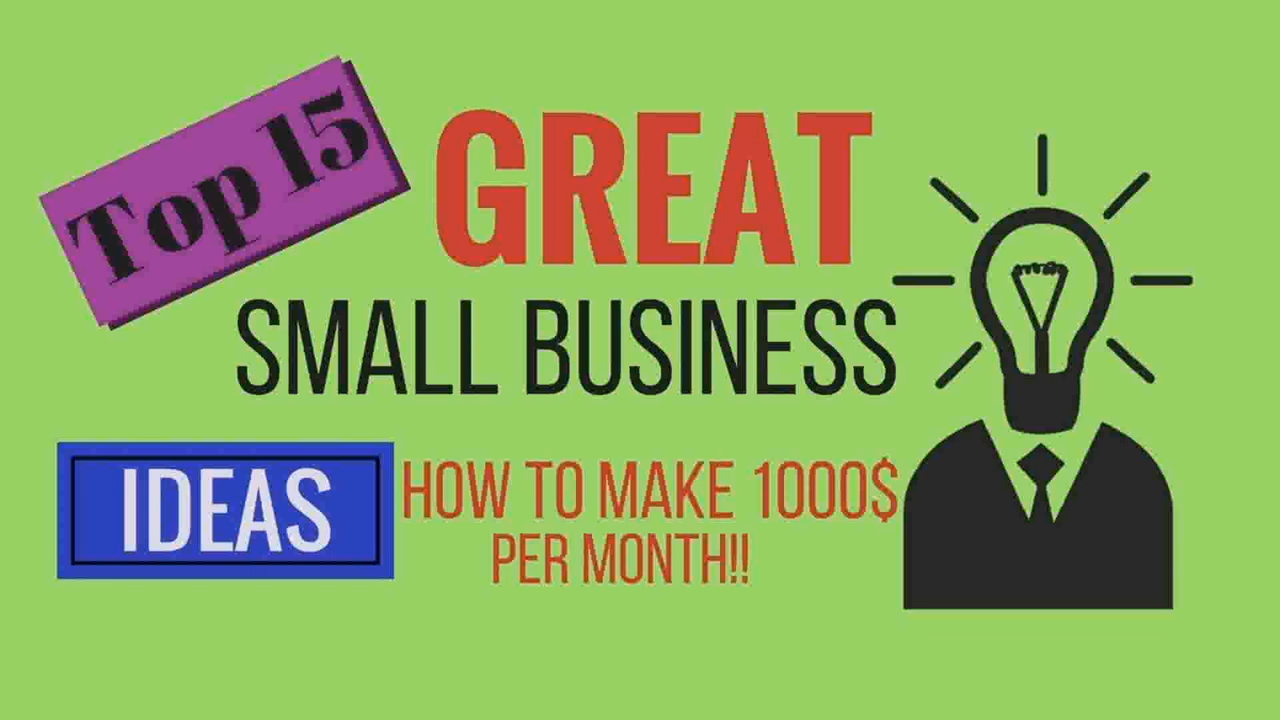 Top 15
GREAT
SMALL BUSINESS
IDEAS
HOW TO MAKE 1000$
PER MONTH!!